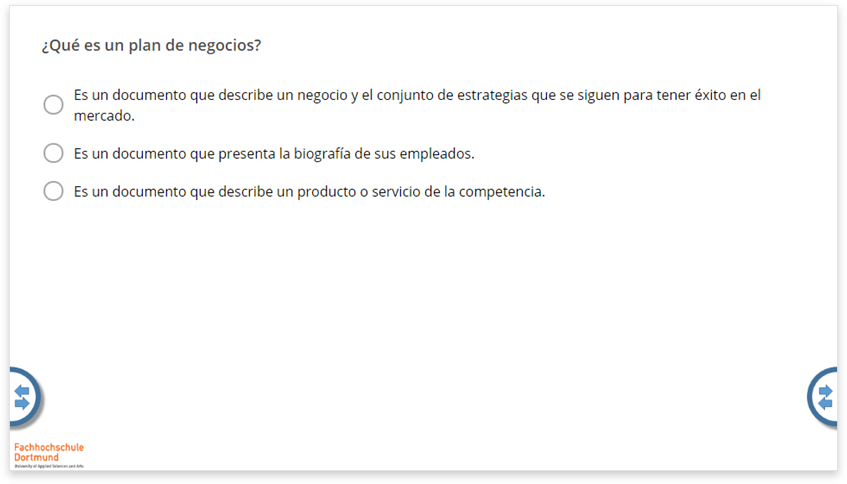 ¿Qué es un plan de negocios?
Es un documento que describe un negocio y el conjunto de estrategias que se siguen para tener éxito en el
mercado.
Es un documento que presenta la biografía de sus empleados.
Es un documento que describe un producto o servicio de la competencia.
Fachhochschule
Dortmund
University of Applied Sciences and Arts